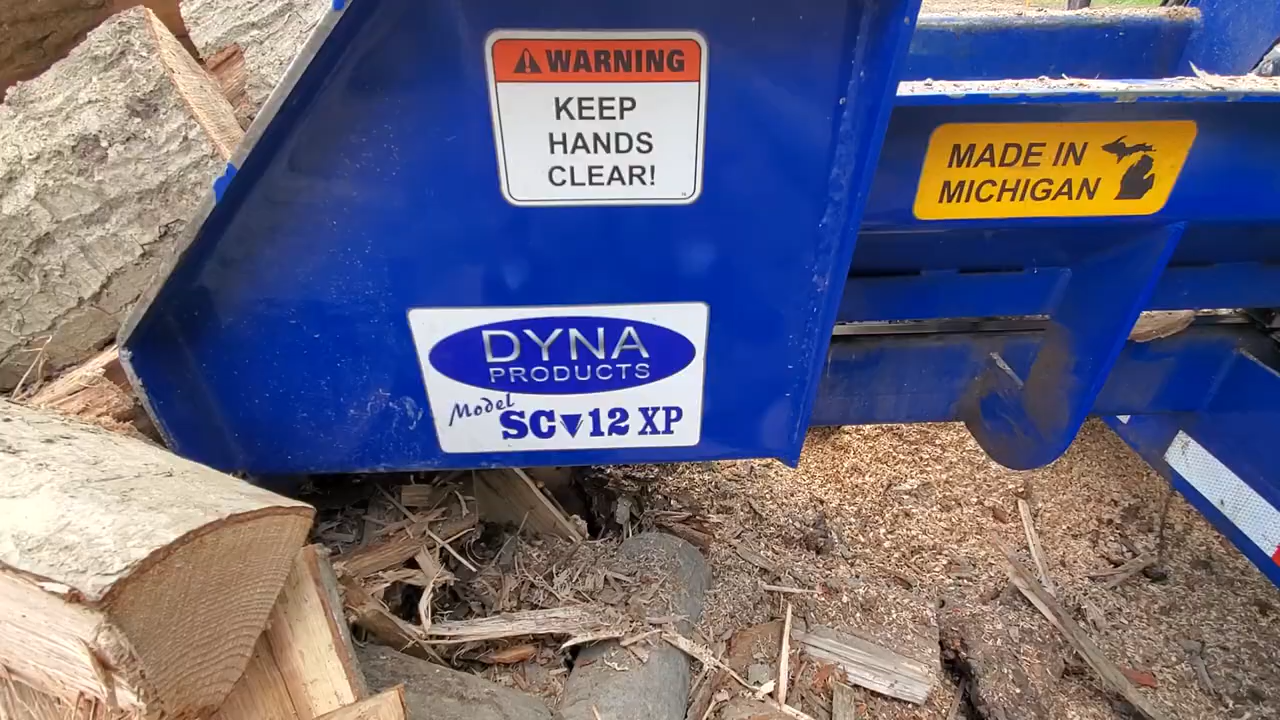 WARNING
KEEP
HANDS
CLEAR!
MADE IN
MICHIGAN
DYNA
PRODUCTS
Model
SC 12 XP